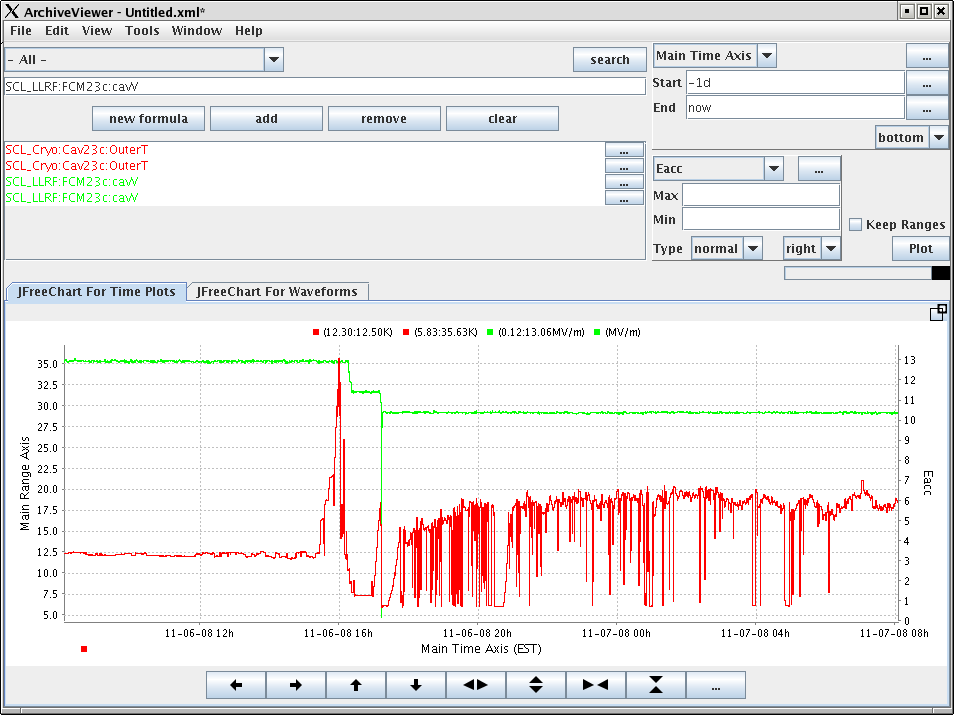 ArchiveViewer - Untitled.xml*
File Edit View Tools Window Help
- All -
search
SCL_LLRF:FCM23c:cavV
new formula add remove clear
SCL_Cryo:Cav23c:OuterT ...
SCL_Cryo:Cav23c:OuterT ...
SCL_LLRF:FCM23c:cavV ...
SCL_LLRF:FCM23c:cavV ...
Main Time Axis ...
Start -1d ...
End now ...
bottom
Eacc ...
Max
Min
Keep Ranges
Type normal right Plot
JFreeChart For Time Plots JFreeChart For Waveforms
(12.30:12.50K) (5.83:35.63K) (0.12:13.06MV/m) (MV/m)
Main Range Axis
35.0
32.5
30.0
27.5
25.0
22.5
20.0
17.5
15.0
12.5
10.0
7.5
5.0
13
12
11
10
9
8
7
6
5
4
3
2
1
0
Eacc
11-06-08 12h 11-06-08 16h 11-06-08 20h 11-07-08 00h 11-07-08 04h 11-07-08 08h
Main Time Axis (EST)
...